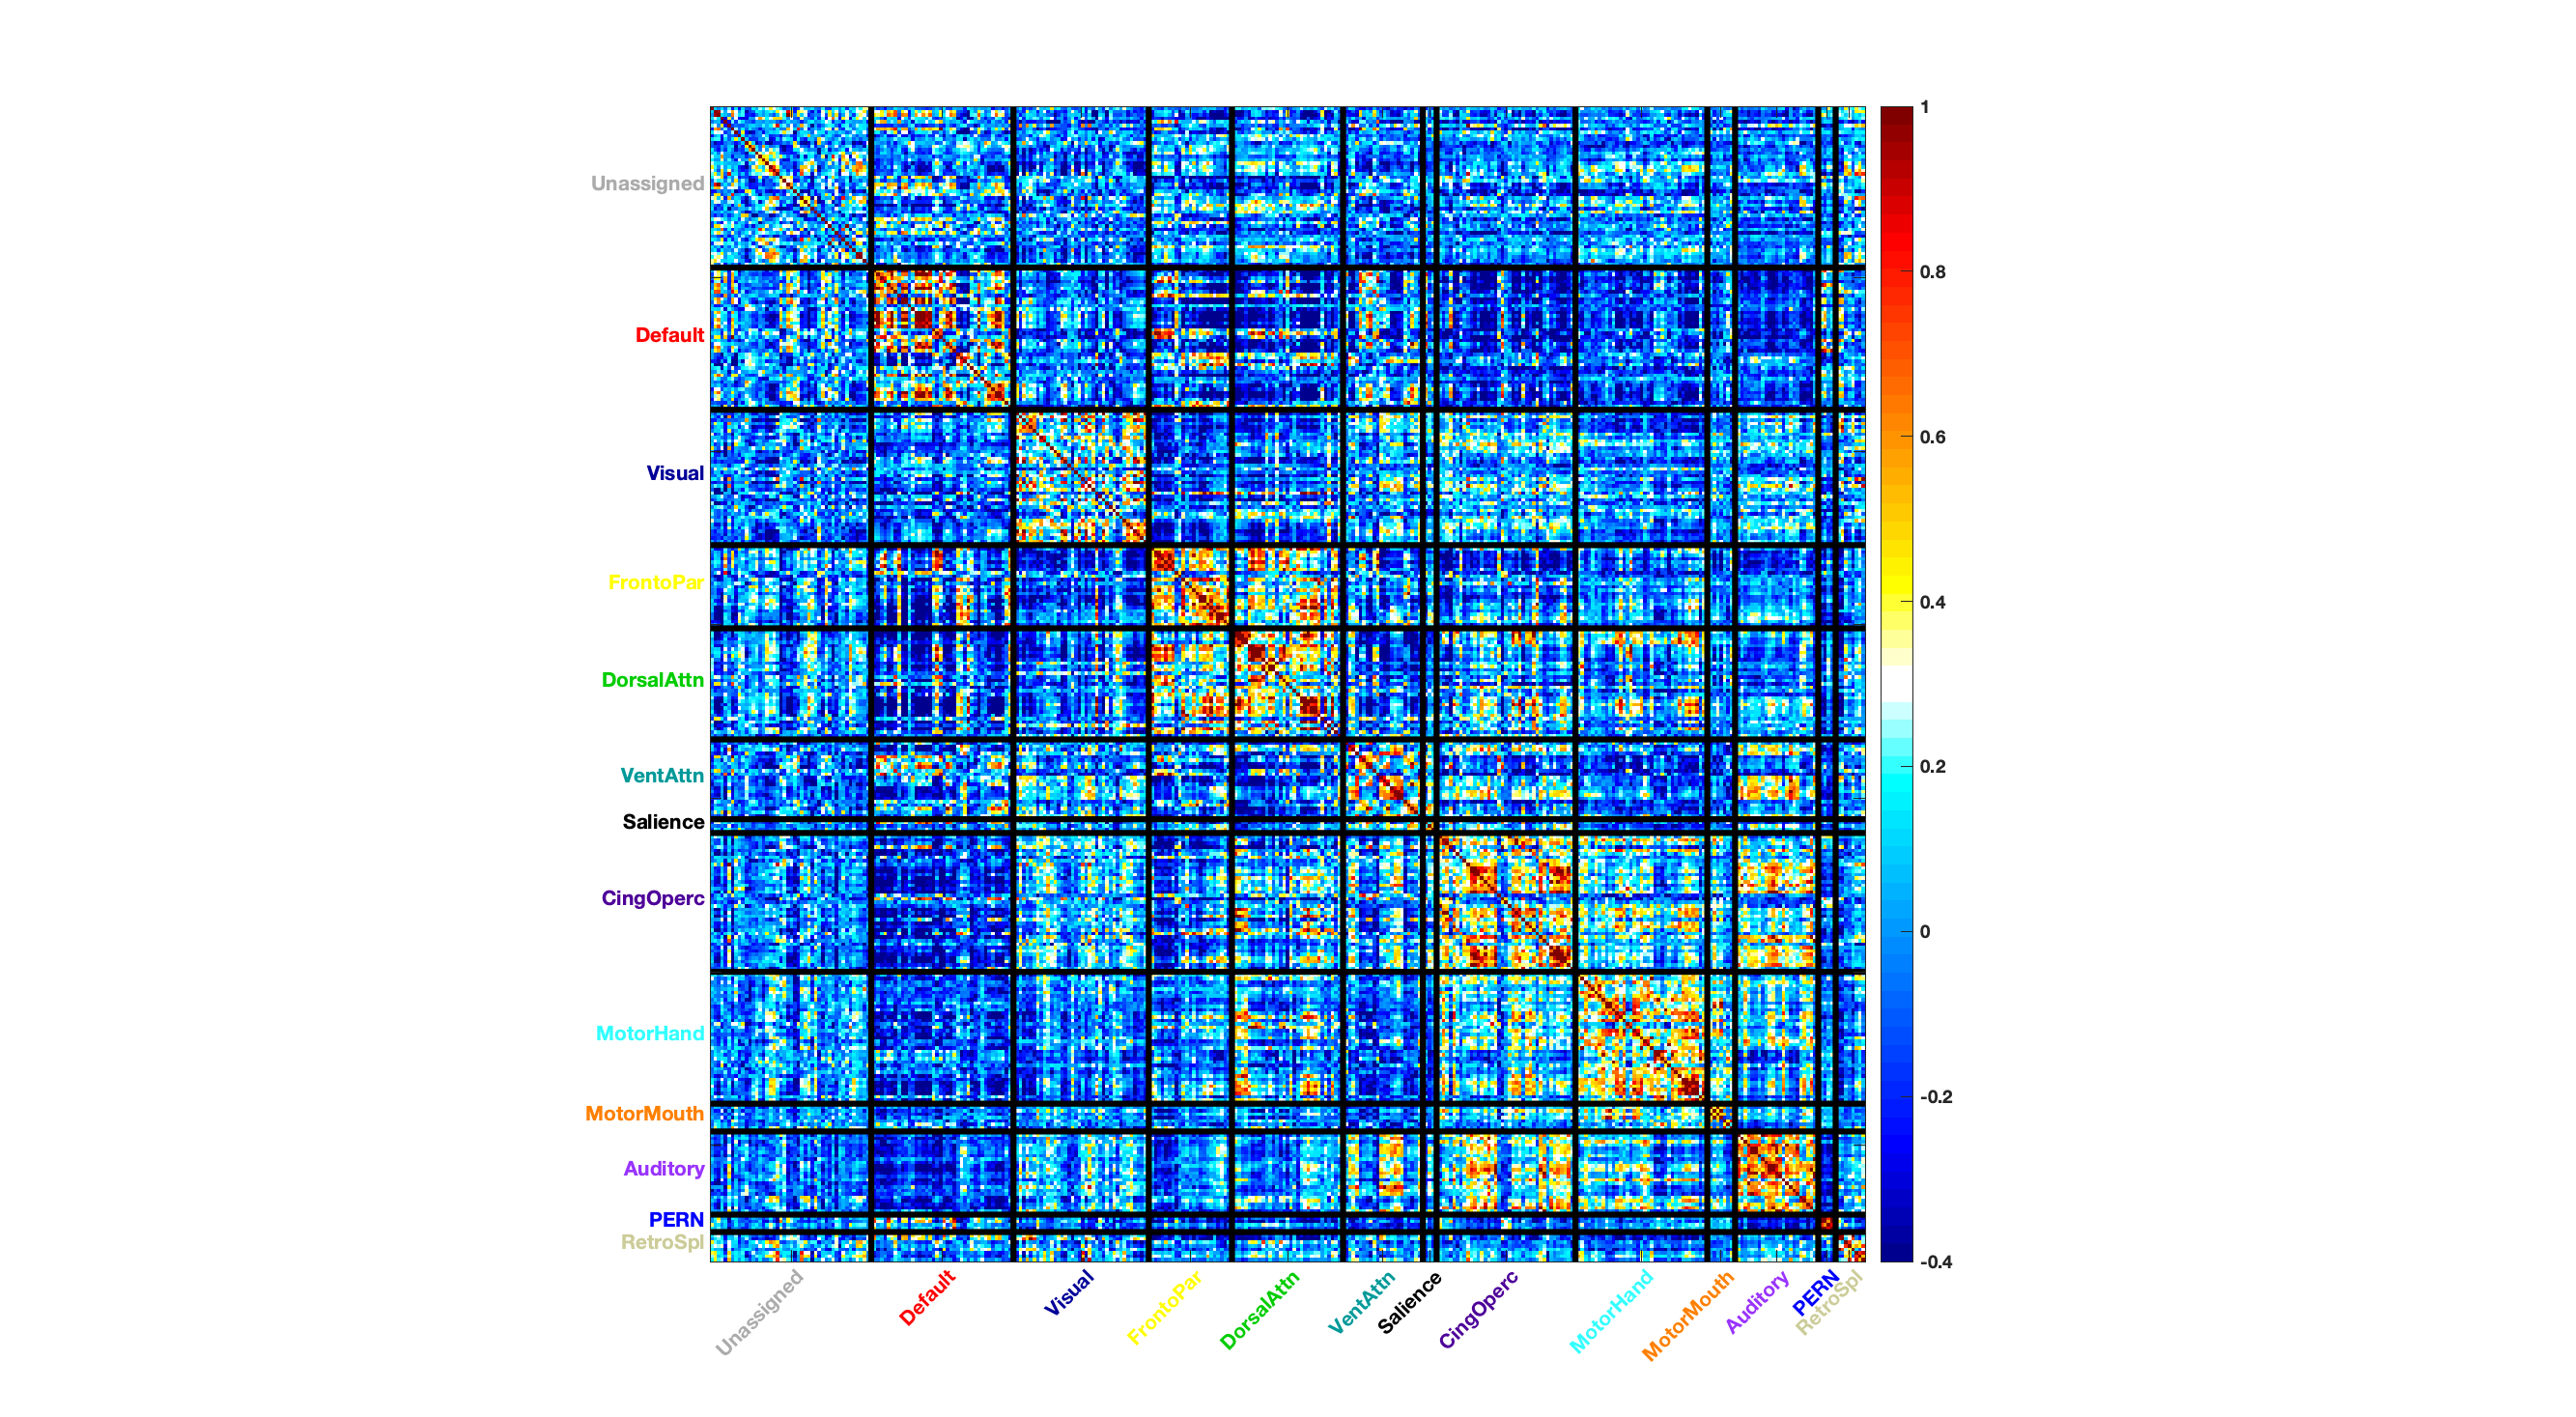 Unassigned
Default
Visual
FrontoPar
DorsalAttn
VentAttn
Salience
CingOperc
MotorHand
MotorMouth
Auditory
PERN
RetroSpl
1
0.8
0.6
0.4
0.2
0
-0.2
-0.4
Unassigned
Default
Visual
FrontoPar
DorsalAttn
VentAttn
Salience
CingOperc
MotorHand
MotorMouth
Auditory
PERN
RetroSpl